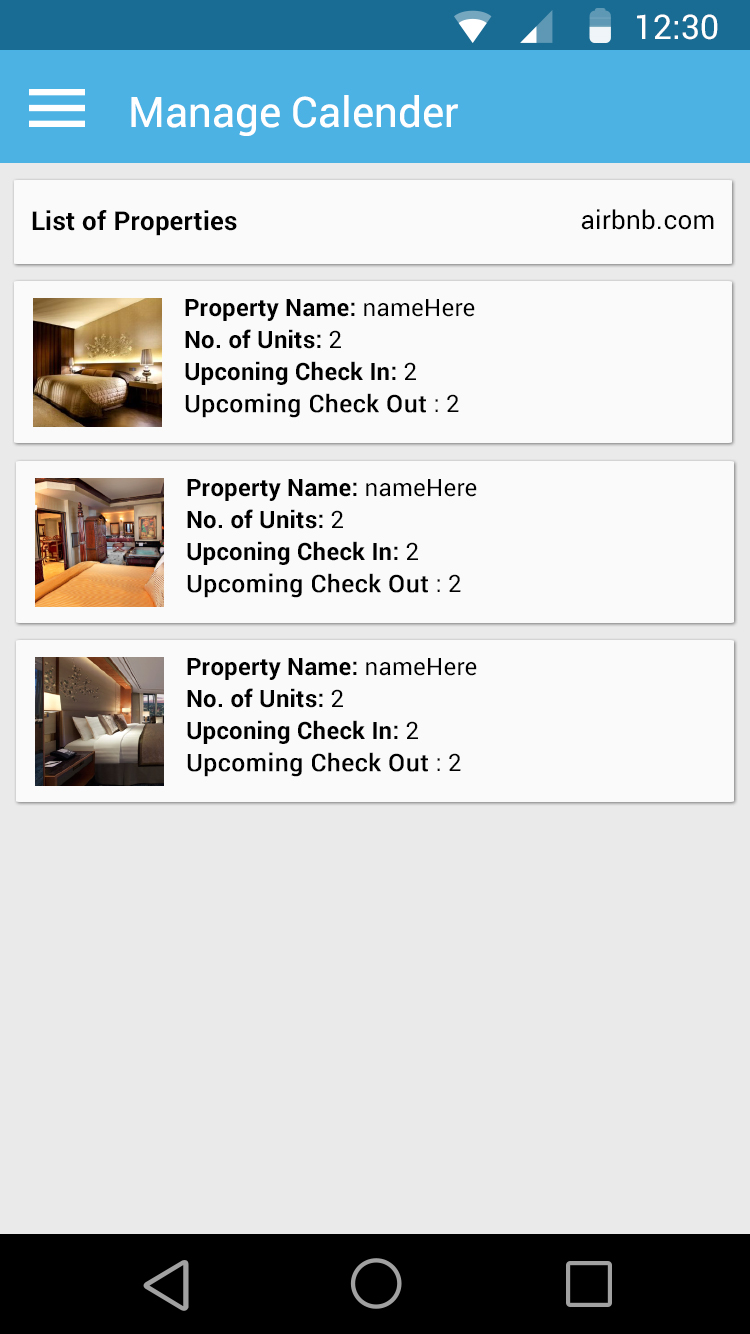 12:30
Manage Calender
List of Properties airbnb.com
Property Name: nameHere
No. of Units: 2
Upconing Check In: 2
Upcoming Check Out : 2
Property Name: nameHere
No. of Units: 2
Upconing Check In: 2
Upcoming Check Out : 2
Property Name: nameHere
No. of Units: 2
Upconing Check In: 2
Upcoming Check Out : 2